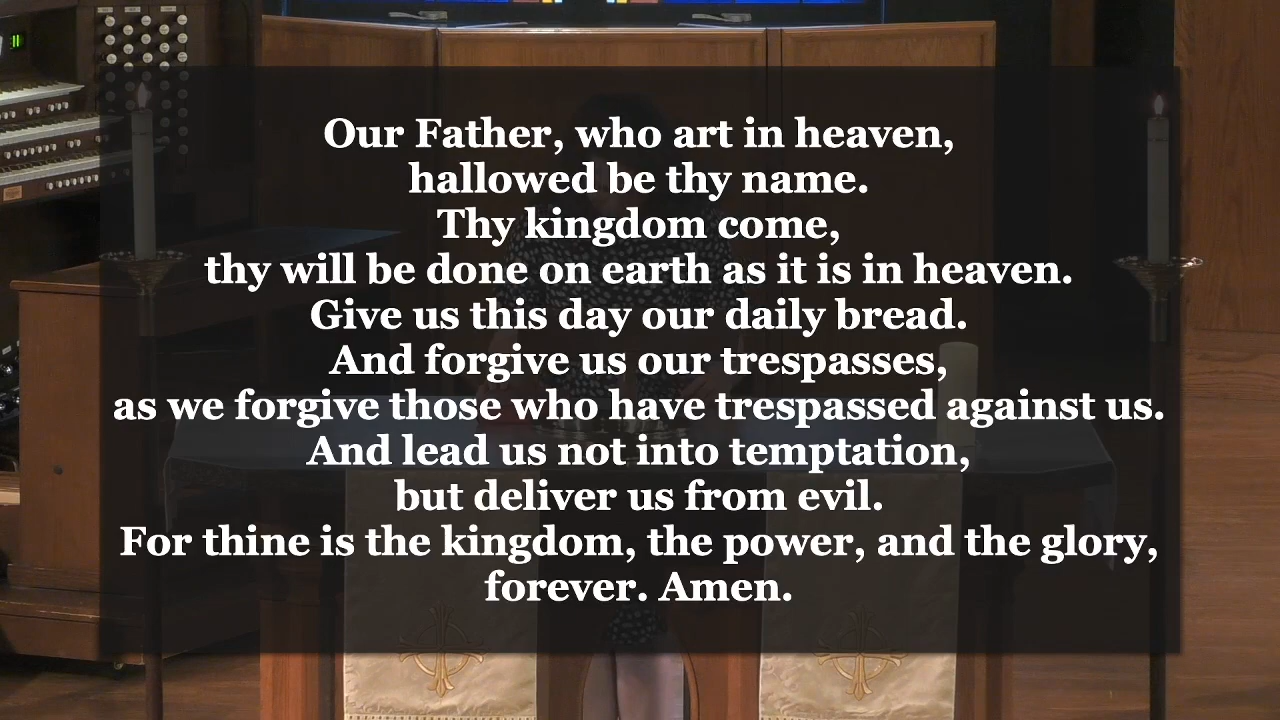 Our Father, who art in heaven,
hallowed be thy name.
Thy kingdom come,
thy will be done on earth as it is in heaven.
Give us this day our daily bread.
And forgive us our trespasses,
as we forgive those who have trespassed against us.
And lead us not into temptation,
but deliver us from evil.
For thine is the kingdom, the power, and the glory,
forever. Amen.